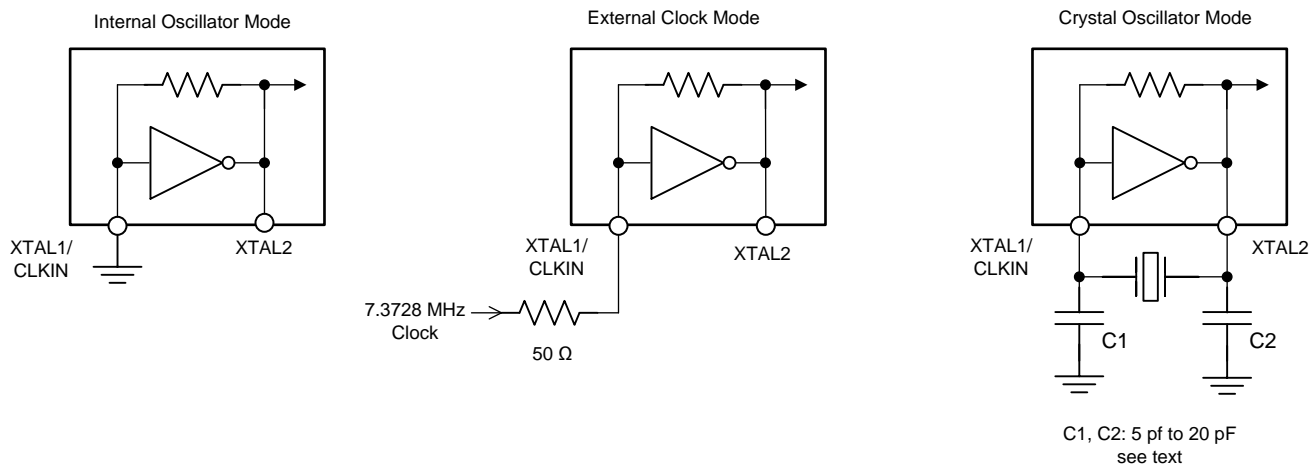 Internal Oscillator Mode
XTAL1/
CLKIN
XTAL2
External Clock Mode
XTAL1/
CLKIN
XTAL2
7.3728 MHz
Clock
50 Ω
Crystal Oscillator Mode
XTAL1/
CLKIN
XTAL2
C1
C2
C1, C2: 5 pf to 20 pF
see text